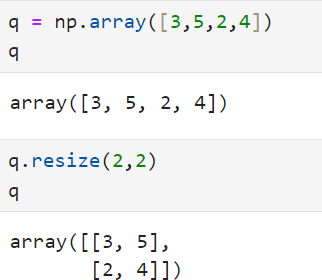 q = np.array([3,5,2,4])
q
array([3, 5, 2, 4])
q.resize(2,2)
q
array([[3, 5],
       [2, 4]])